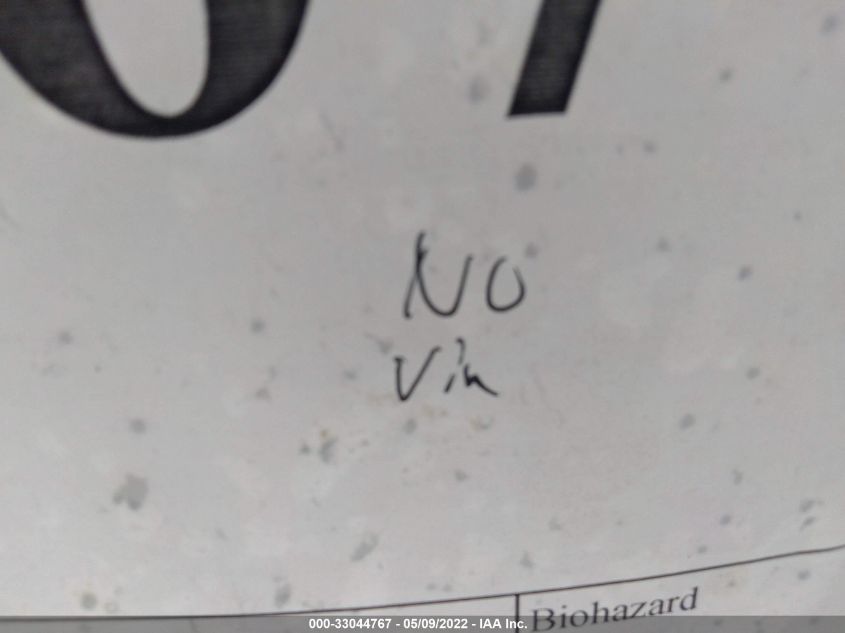 NO
Vin
Biohazard
000-33044767 - 05/09/2022 - IAA Inc.